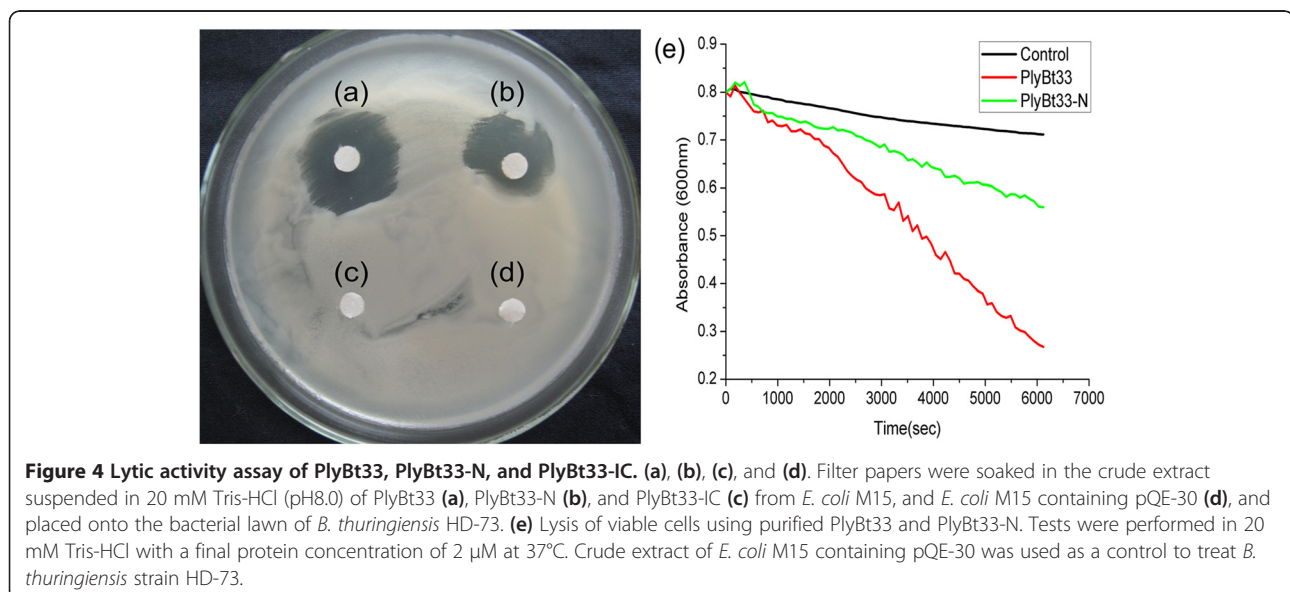 (a)
(b)
(c)
(d)
(e)
Control
PlyBt33
PlyBt33-N
0.9
0.8
0.7
0.6
0.5
0.4
0.3
0.2
Absorbance (600nm)
0 1000 2000 3000 4000 5000 6000 7000
Time(sec)
Figure 4 Lytic activity assay of PlyBt33, PlyBt33-N, and PlyBt33-IC. (a), (b), (c), and (d). Filter papers were soaked in the crude extract
suspended in 20 mM Tris-HCl (pH8.0) of PlyBt33 (a), PlyBt33-N (b), and PlyBt33-IC (c) from E. coli M15, and E. coli M15 containing pQE-30 (d), and
placed onto the bacterial lawn of B. thuringiensis HD-73. (e) Lysis of viable cells using purified PlyBt33 and PlyBt33-N. Tests were performed in 20
mM Tris-HCl with a final protein concentration of 2 μM at 37°C. Crude extract of E. coli M15 containing pQE-30 was used as a control to treat B.
thuringiensis strain HD-73.